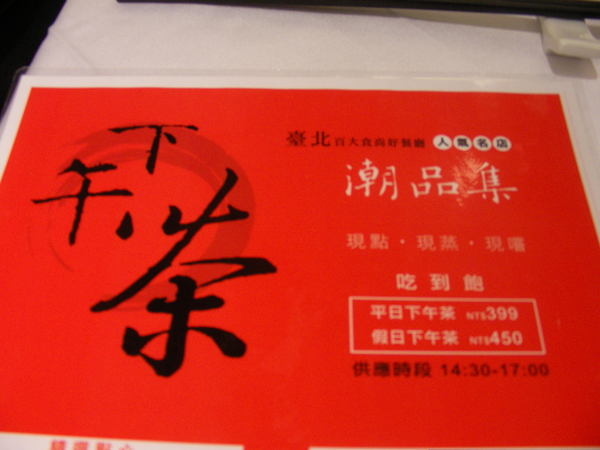 下午茶
臺北百大食尚好餐廳 人氣名店
潮品集
現點・現蒸・現嚐
吃到飽
平日下午茶 NT$399
假日下午茶 NT$450
供應時段 14:30-17:00